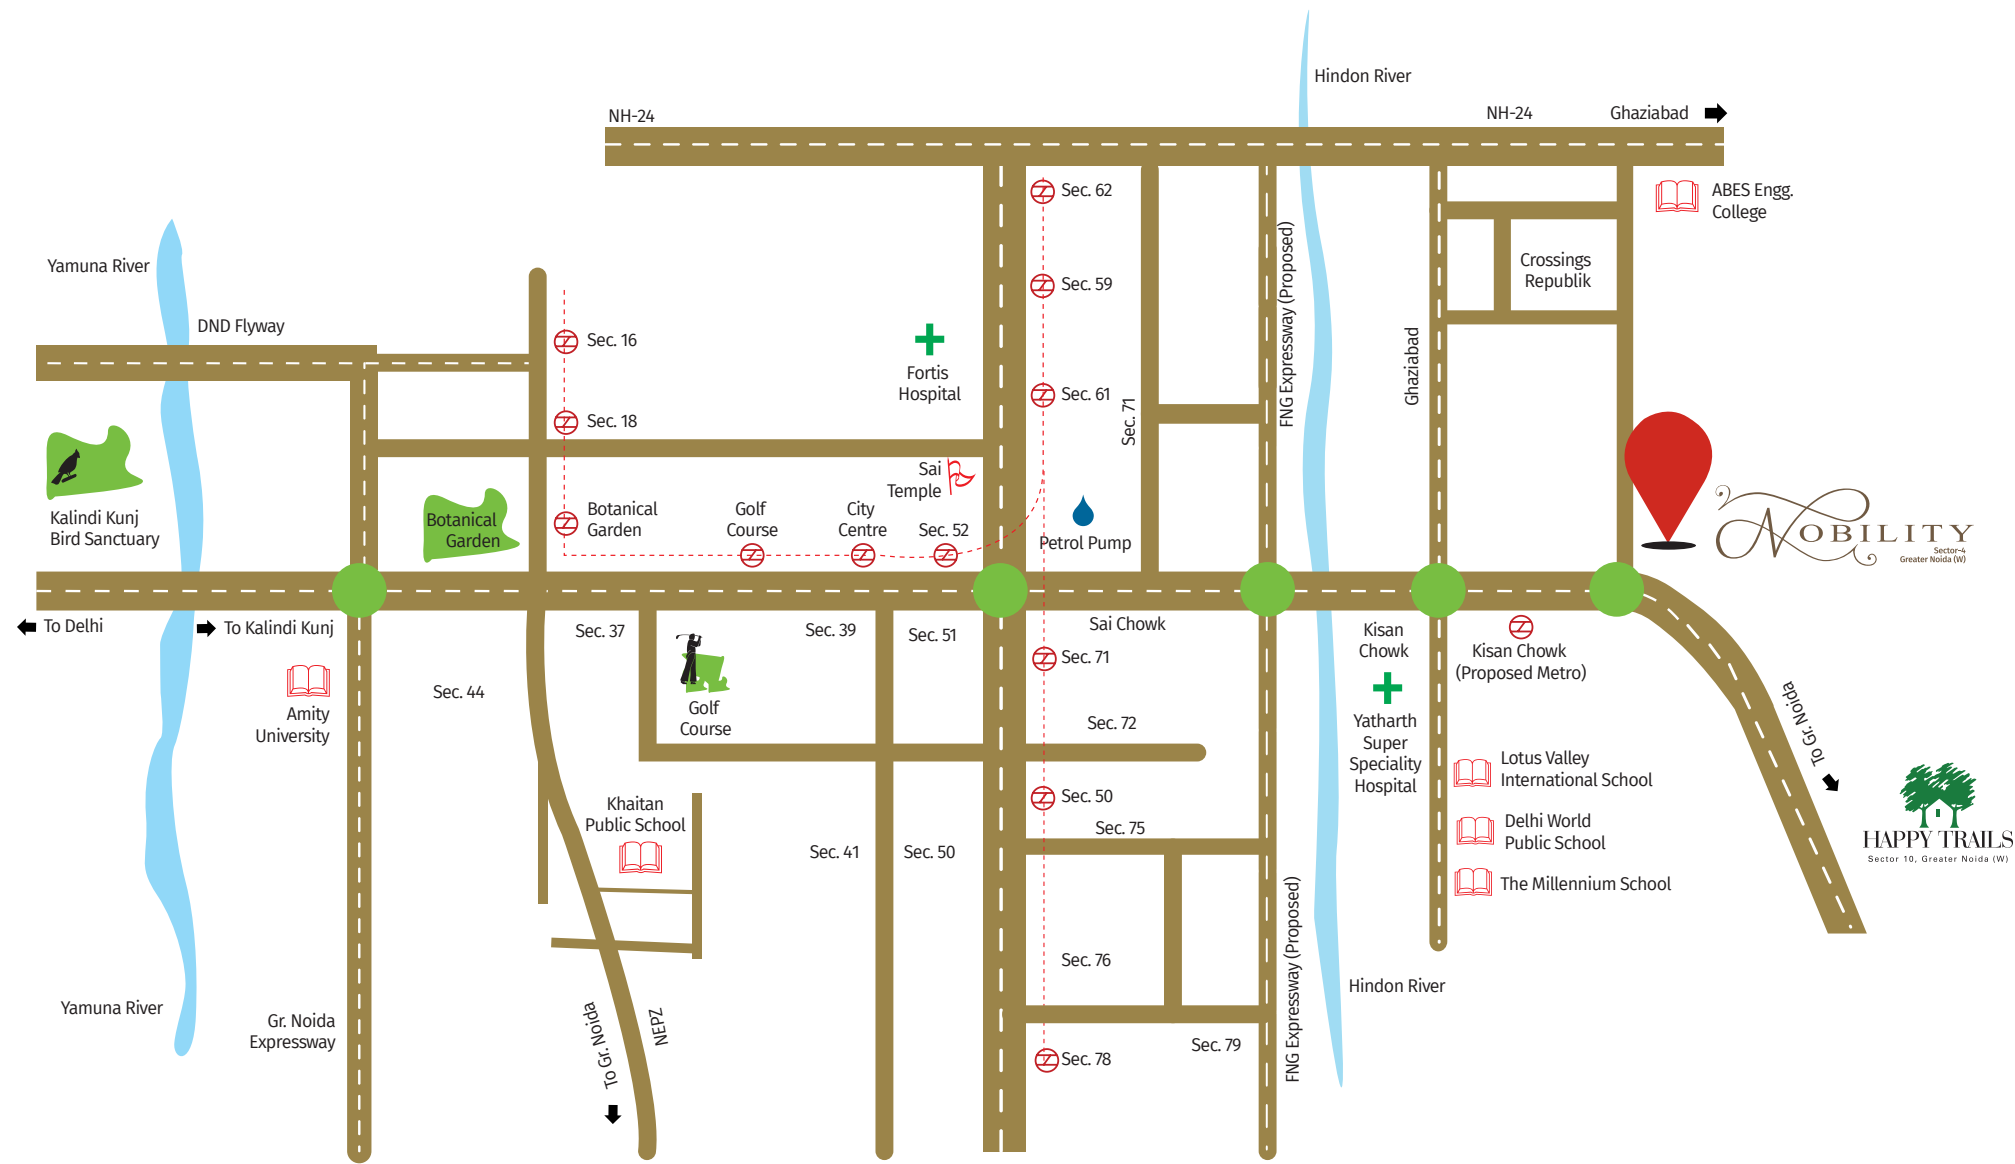 Hindon River
NH-24
NH-24
Ghaziabad
Sec. 62
ABES Engg.
College
Yamuna River
DND Flyway
Sec. 16
Sec. 59
FNG Expressway (Proposed)
Crossings
Republik
Fortis
Hospital
Sec. 61
Sec. 71
Ghaziabad
Sec. 18
Sai
Temple
Kalindi Kunj
Bird Sanctuary
Botanical
Garden
Botanical
Garden
Golf
Course
City
Centre
Sec. 52
Petrol Pump
NOBILITY
Sector-4
Greater Noida (W)
To Delhi
To Kalindi Kunj
Sec. 37
Sec. 39
Sec. 51
Sai Chowk
Kisan
Chowk
Kisan Chowk
(Proposed Metro)
Sec. 71
Amity
University
Sec. 44
Golf
Course
Sec. 72
Yatharth
Super
Speciality
Hospital
To Gr. Noida
Lotus Valley
International School
Khaitan
Public School
Sec. 50
Sec. 75
Delhi World
Public School
HAPPY TRAILS
Sector 10, Greater Noida (W)
Sec. 41
Sec. 50
The Millennium School
Sec. 76
FNG Expressway (Proposed)
Hindon River
Yamuna River
Gr. Noida
Expressway
To Gr. Noida
NEPZ
Sec. 79
Sec. 78